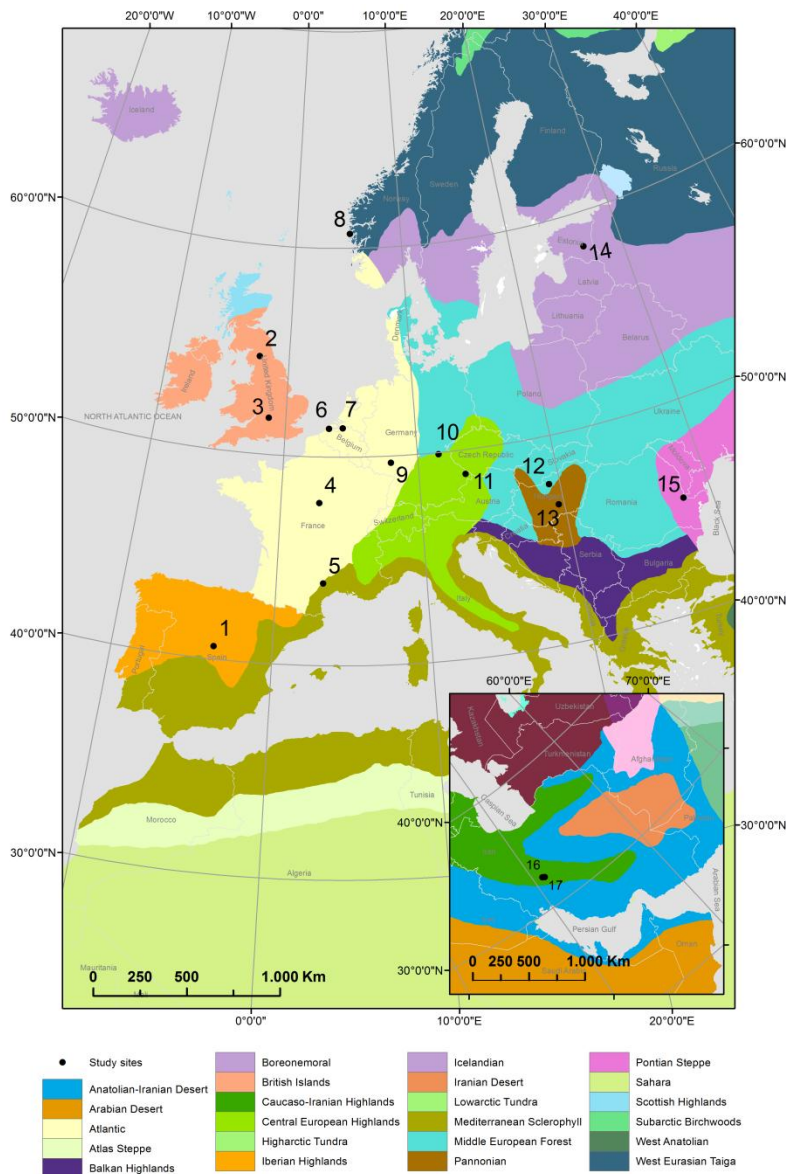 20°0'0"W 10°0'0"W 0°0'0" 10°0'0"E 20°0'0"E 30°0'0"E 40°0'0"E
Iceland
Finland
60°0'0"N
Russia
60°0'0"N
Norway
Sweden
8
Estonia
14
Latvia
Denmark
Lithuania
Belarus
2
Ireland
United Kingdom
50°0'0"N
Poland
50°0'0"N
NORTH ATLANTIC OCEAN
3
6 7
Germany
Ukraine
Belgium
10
Czech Republic
Slovakia
9
11
12
Moldova
4
Austria
15
France
13
Romania
Switzerland
Croatia
Black Sea
5
Serbia
Bulgaria
Italy
40°0'0"N
40°0'0"N
1
Spain
Portugal
Greece
Turkey
60°0'0"E 70°0'0"E
Kazakhstan
Uzbekistan
Turkmenistan
Tunisia
Caspian Sea
Morocco
40°0'0"N
30°0'0"N
30°0'0"N
Iran
16
17
Algeria
Arabian Sea
Persian Gulf
Oman
Mauritania
30°0'0"N
Saudi Arabia
0 250 500 1.000 Km
0 250 500 1.000 Km
0°0'0" 10°0'0"E 20°0'0"E
Study sites
Anatolian-Iranian Desert
Arabian Desert
Atlantic
Atlas Steppe
Balkan Highlands
Boreonemoral
British Islands
Caucaso-Iranian Highlands
Central European Highlands
Higharctic Tundra
Iberian Highlands
Icelandian
Iranian Desert
Lowarctic Tundra
Mediterranean Sclerophyll
Middle European Forest
Pannonian
Pontian Steppe
Sahara
Scottish Highlands
Subarctic Birchwoods
West Anatolian
West Eurasian Taiga